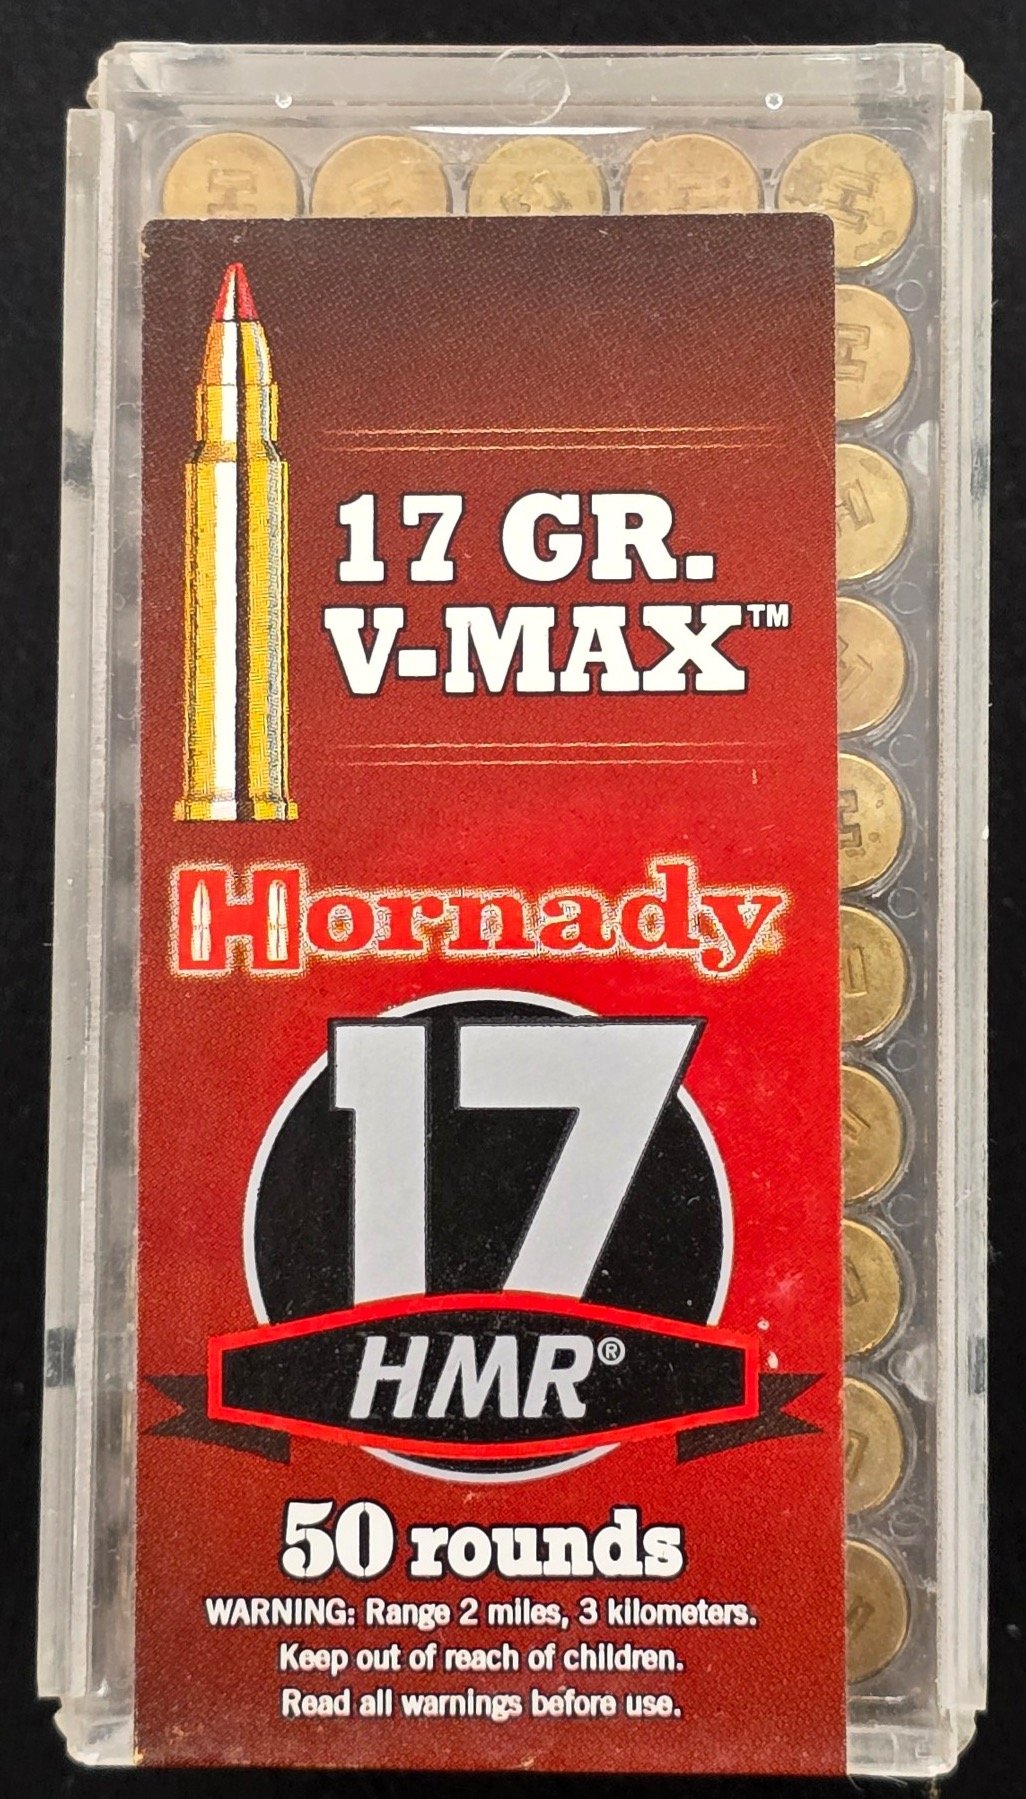 17 GR.
V-MAX™
Hornady
17
HMR®
50 rounds
WARNING: Range 2 miles, 3 kilometers.
Keep out of reach of children.
Read all warnings before use.
H
H
H
H
H
H
H